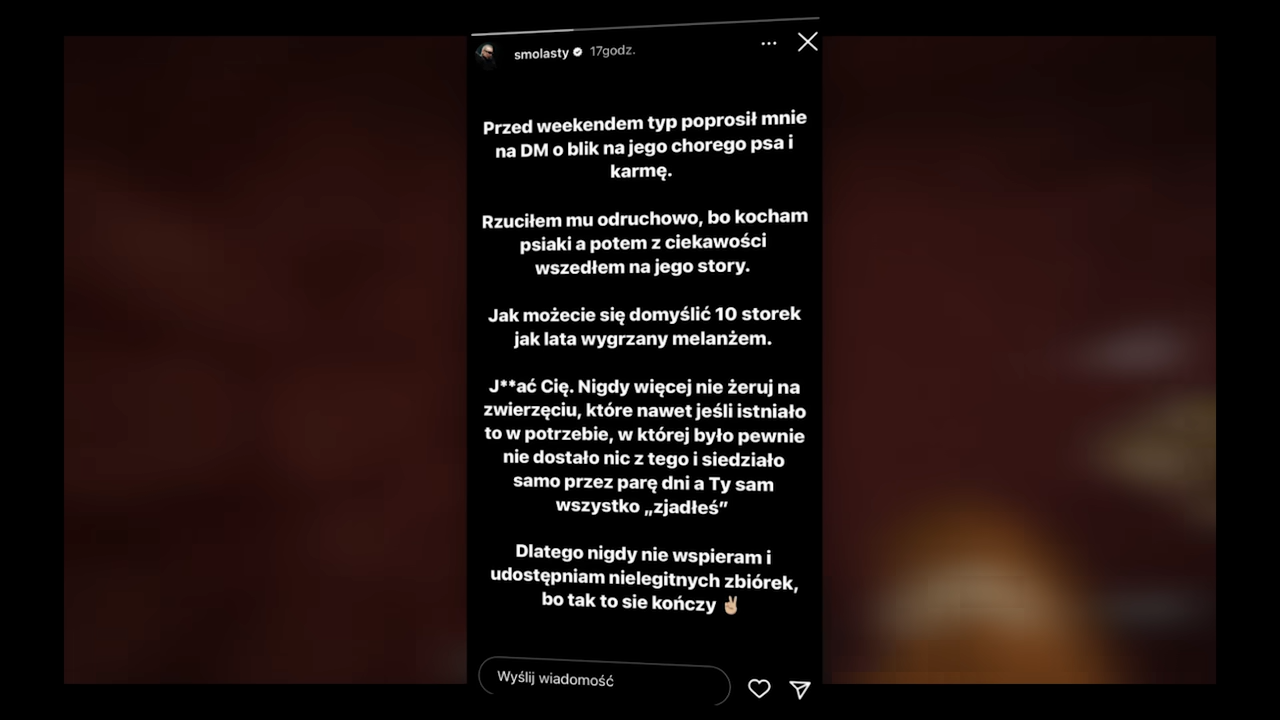 smolasty 17godz.
Przed weekendem typ poprosił mnie
na DM o blik na jego chorego psa i
karmę.
Rzuciłem mu odruchowo, bo kocham
psiaki a potem z ciekawości
wszedłem na jego story.
Jak możecie się domyślić 10 storek
jak lata wygrzany melanżem.
J**ać Cię. Nigdy więcej nie żeruj na
zwierzęciu, które nawet jeśli istniało
to w potrzebie, w której było pewnie
nie dostało nic z tego i siedziało
samo przez parę dni a Ty sam
wszystko „zjadłeś”
Dlatego nigdy nie wspieram i
udostępniam nielegitnych zbiórek,
bo tak to sie kończy ✌🏼
Wyślij wiadomość